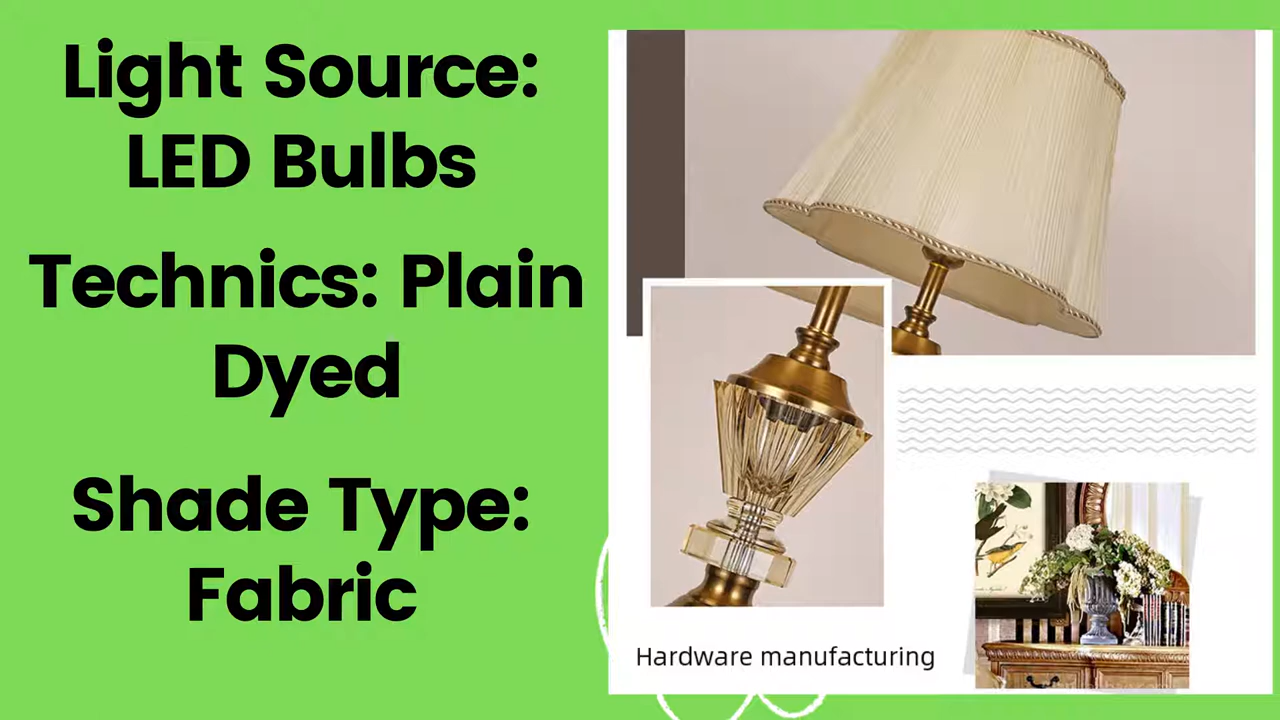 Light Source:
LED Bulbs
Technics: Plain
Dyed
Shade Type:
Fabric
Hardware manufacturing